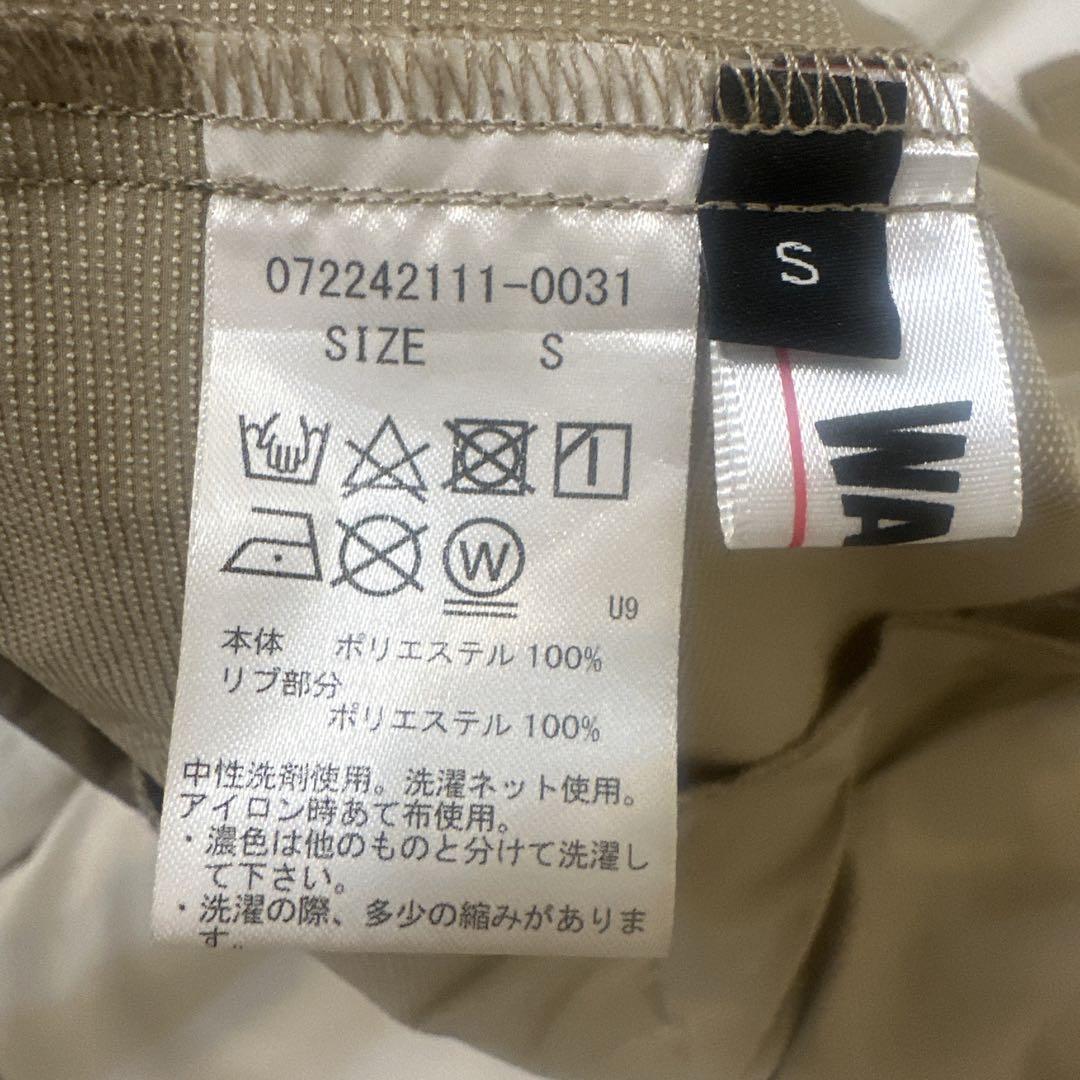 072242111-0031
SIZE S
S
W
U9
本体 ポリエステル 100%
リブ部分
ポリエステル 100%
中性洗剤使用。洗濯ネット使用。
アイロン時あて布使用。
・濃色は他のものと分けて洗濯し
て下さい。
・洗濯の際、多少の縮みがありま
す。
WA